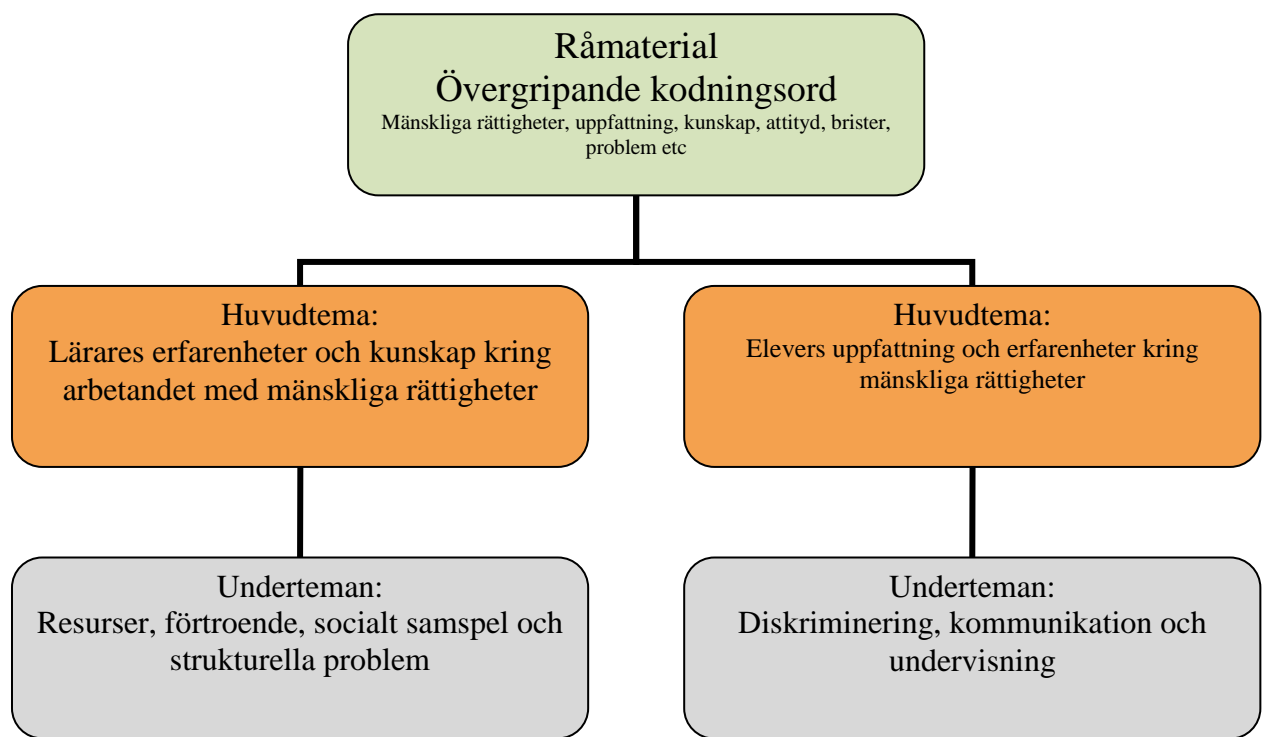 Råmaterial
Övergripande kodningsord
Mänskliga rättigheter, uppfattning, kunskap, attityd, brister,
problem etc
Huvudtema:
Lärares erfarenheter och kunskap kring
arbetandet med mänskliga rättigheter
Huvudtema:
Elevers uppfattning och erfarenheter kring
mänskliga rättigheter
Underteman:
Resurser, förtroende, socialt samspel och
strukturella problem
Underteman:
Diskriminering, kommunikation och
undervisning